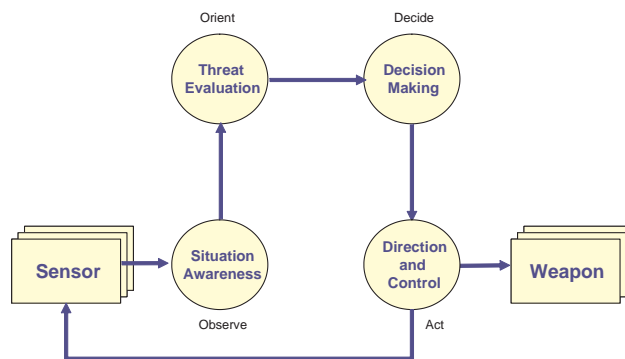 Orient
Decide
Threat
Evaluation
Decision
Making
Sensor
Situation
Awareness
Direction
and
Control
Weapon
Observe
Act